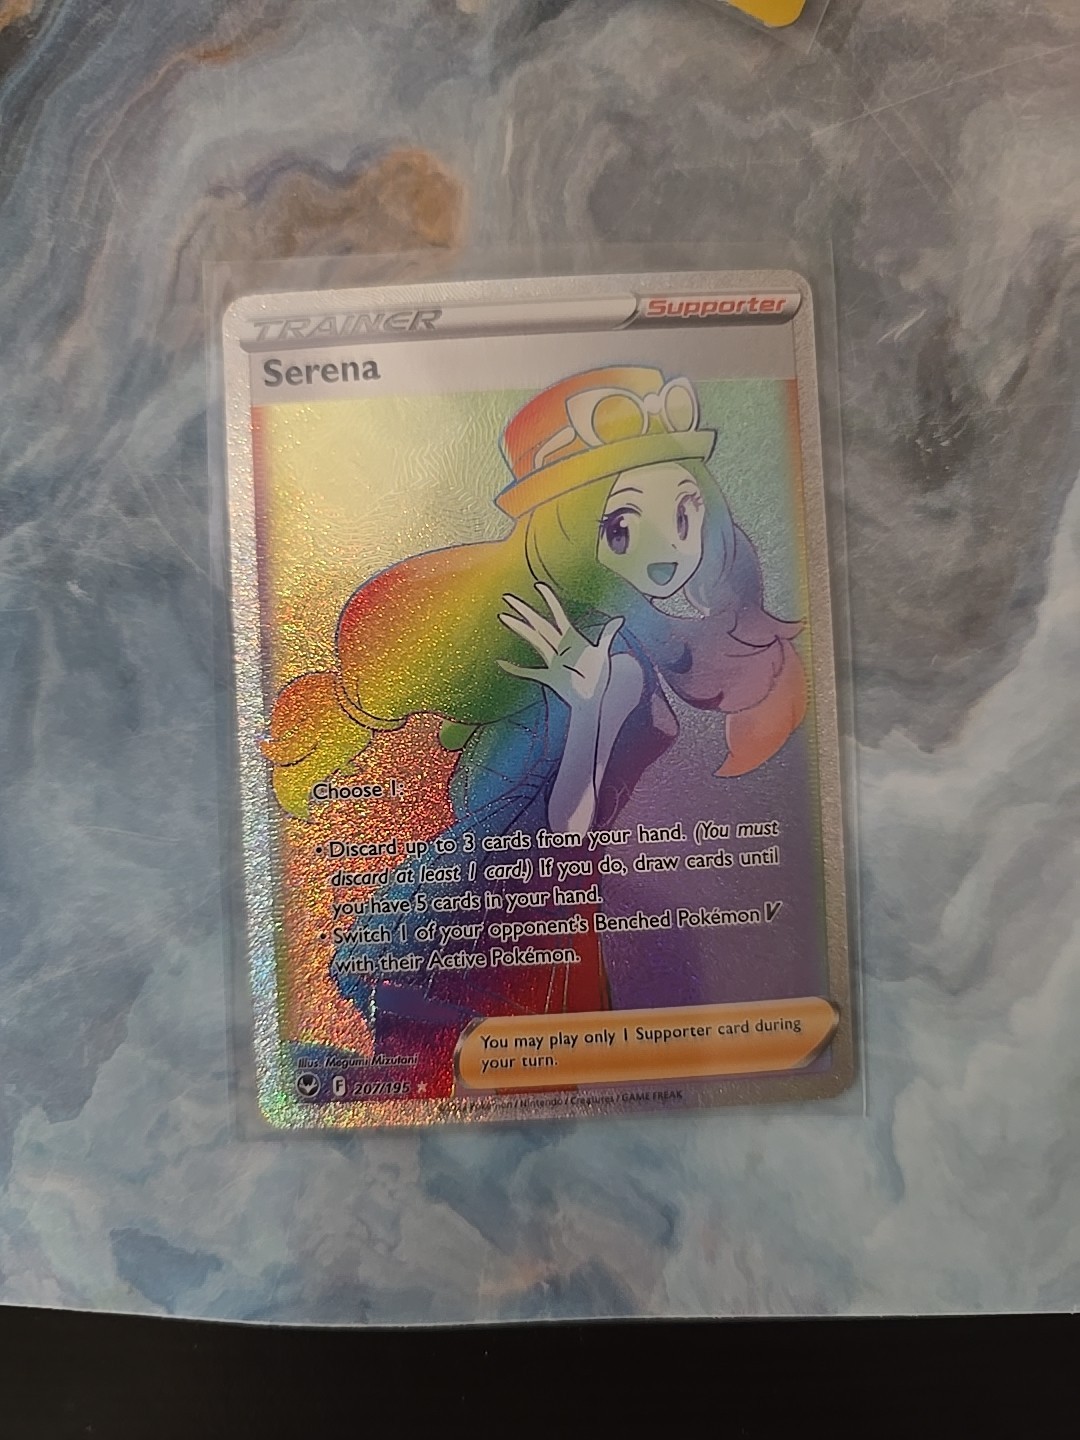 TRAINER
Supporter
Serena
Choose 1:
• Discard up to 3 cards from your hand. (You must
discard at least 1 card.) If you do, draw cards until
you have 5 cards in your hand.
• Switch 1 of your opponent's Benched Pokémon V
with their Active Pokémon.
You may play only 1 Supporter card during
your turn.
Illus. Megumi Mizutani
F 207/195 ★
Pokémon / Nintendo / Creatures / GAME FREAK